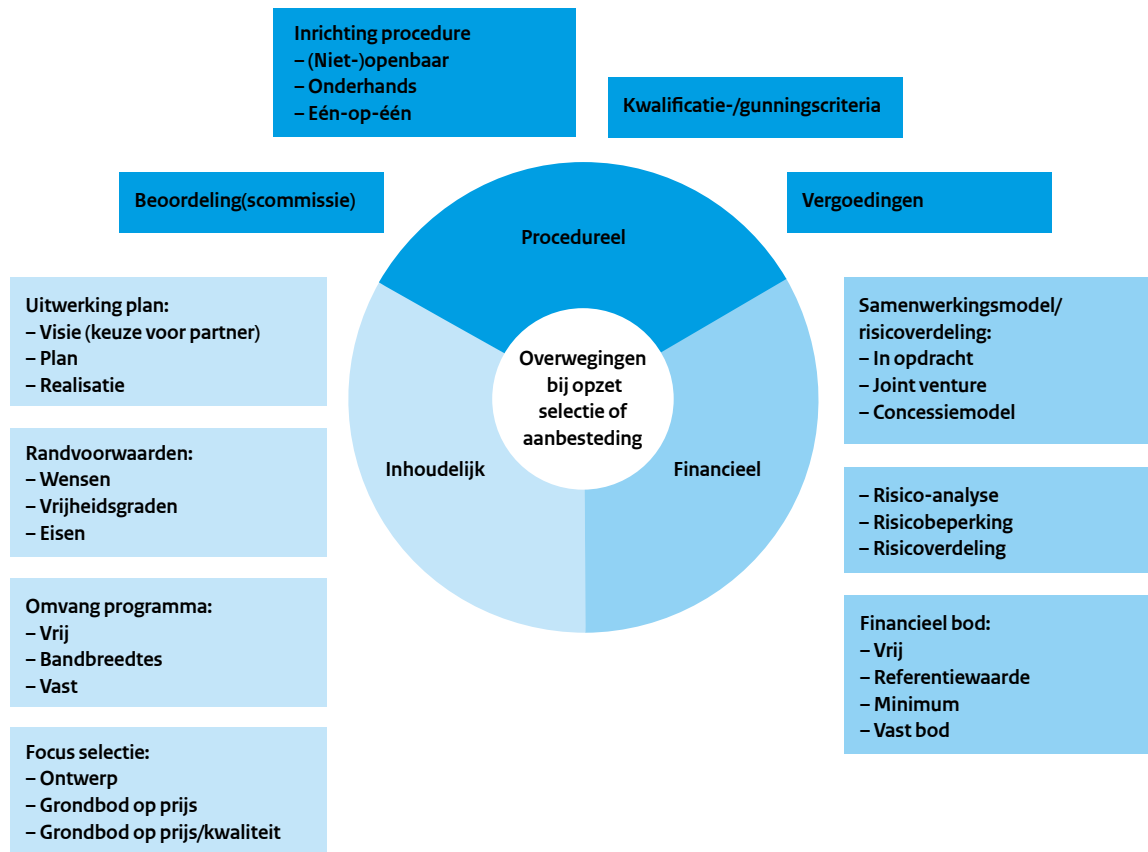 Inrichting procedure
– (Niet-)openbaar
– Onderhands
– Eén-op-één
Kwalificatie-/gunningscriteria
Beoordeling(scommissie)
Vergoedingen
Procedureel
Uitwerking plan:
– Visie (keuze voor partner)
– Plan
– Realisatie
Randvoorwaarden:
– Wensen
– Vrijheidsgraden
– Eisen
Omvang programma:
– Vrij
– Bandbreedtes
– Vast
Focus selectie:
– Ontwerp
– Grondbod op prijs
– Grondbod op prijs/kwaliteit
Inhoudelijk
Overwegingen
bij opzet
selectie of
aanbesteding
Financieel
Samenwerkingsmodel/
risicoverdeling:
– In opdracht
– Joint venture
– Concessiemodel
– Risico-analyse
– Risicobeperking
– Risicoverdeling
Financieel bod:
– Vrij
– Referentiewaarde
– Minimum
– Vast bod